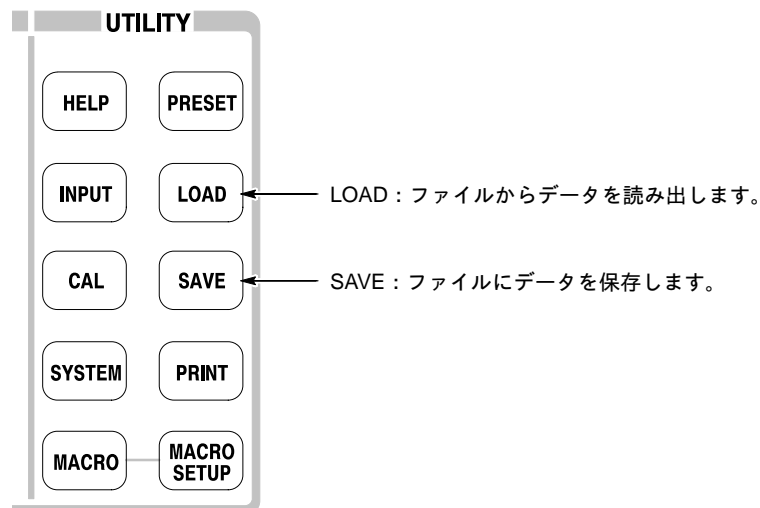 UTILITY
HELP PRESET
INPUT LOAD LOAD：ファイルからデータを読み出します。
CAL SAVE SAVE：ファイルにデータを保存します。
SYSTEM PRINT
MACRO MACRO
SETUP